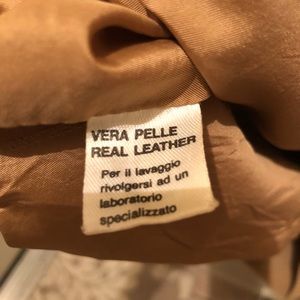 VERA PELLE
REAL LEATHER
Per il lavaggio
rivolgersi ad un
laboratorio
specializzato